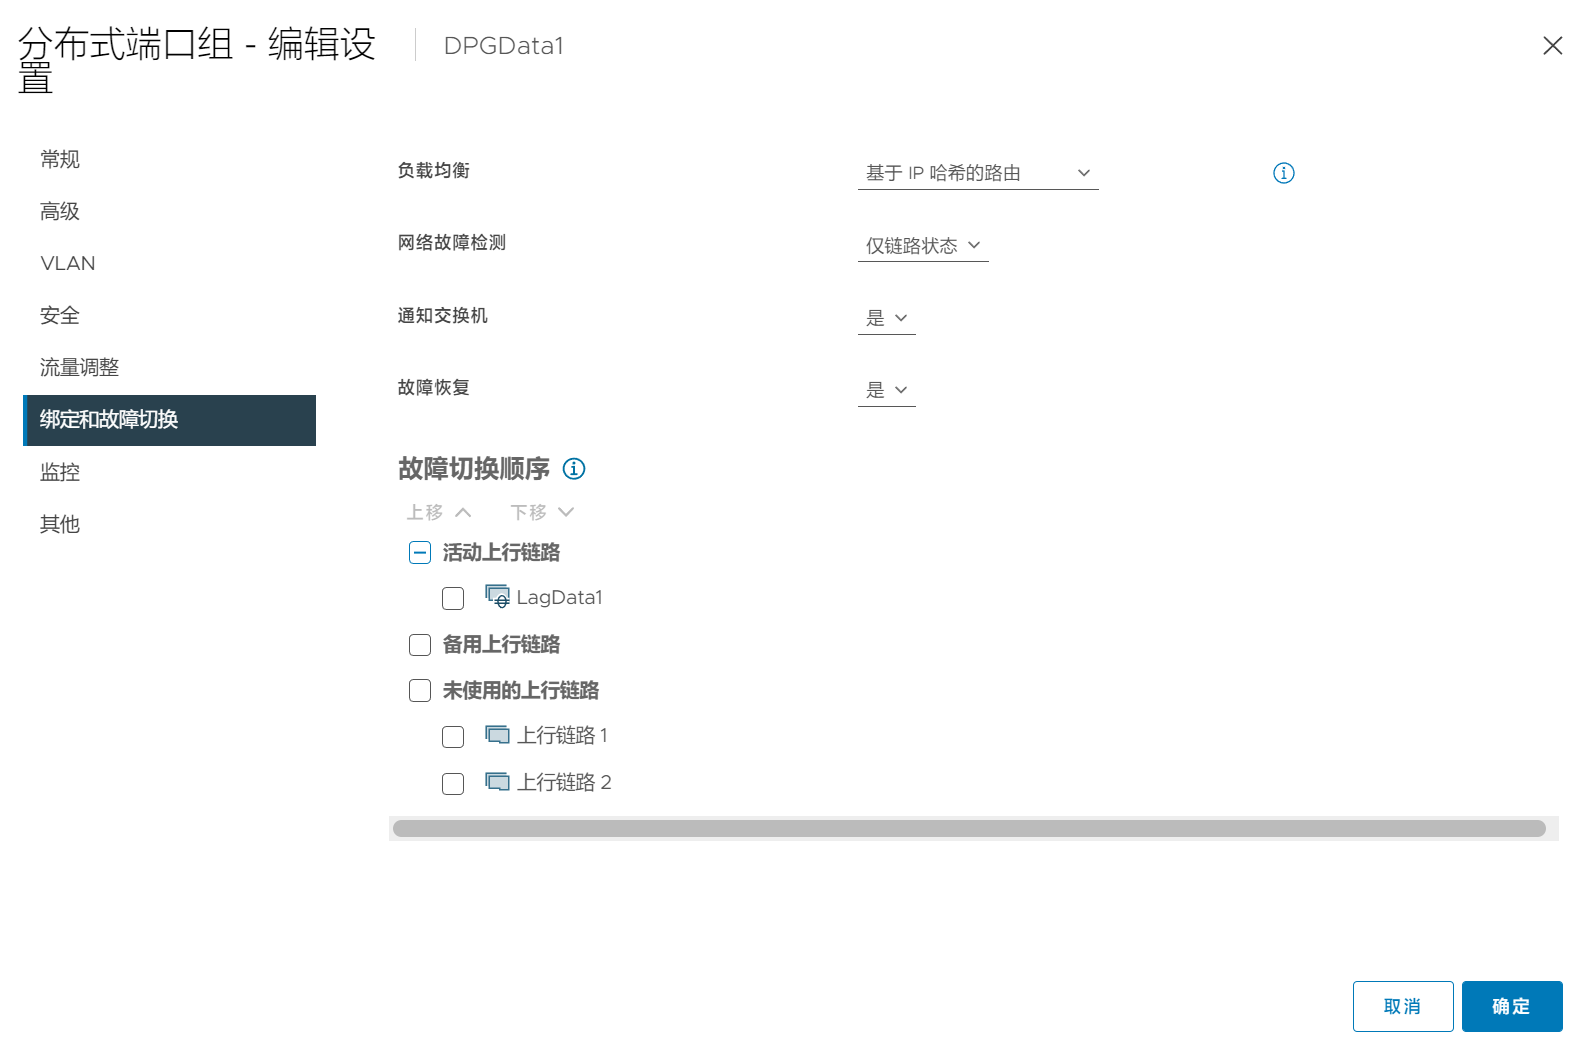 分布式端口组 - 编辑设
置
DPGData1
常规
高级
VLAN
安全
流量调整
绑定和故障切换
监控
其他
负载均衡
基于 IP 哈希的路由
网络故障检测
仅链路状态
通知交换机
是
故障恢复
是
故障切换顺序
上移
下移
活动上行链路
LagData1
备用上行链路
未使用的上行链路
上行链路 1
上行链路 2
取消
确定